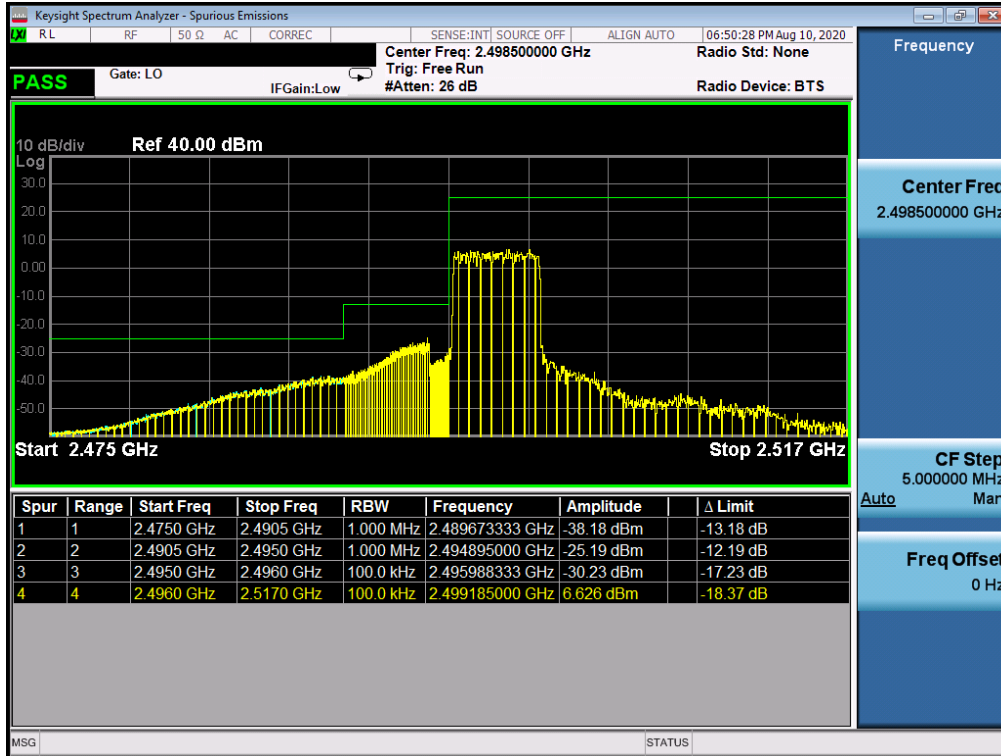 Keysight Spectrum Analyzer - Spurious Emissions
LXI RL RF 50 Ω AC CORREC SENSE:INT SOURCE OFF ALIGN AUTO 06:50:28 PM Aug 10, 2020
Center Freq: 2.498500000 GHz Radio Std: None
PASS Gate: LO Trig: Free Run
IFGain:Low #Atten: 26 dB Radio Device: BTS
10 dB/div Ref 40.00 dBm
Log
30.0
20.0
10.0
0.00
-10.0
-20.0
-30.0
-40.0
-50.0
Start 2.475 GHz Stop 2.517 GHz
Spur Range Start Freq Stop Freq RBW Frequency Amplitude Δ Limit
1 1 2.4750 GHz 2.4905 GHz 1.000 MHz 2.489673333 GHz -38.18 dBm -13.18 dB
2 2 2.4905 GHz 2.4950 GHz 1.000 MHz 2.494895000 GHz -25.19 dBm -12.19 dB
3 3 2.4950 GHz 2.4960 GHz 100.0 kHz 2.495988333 GHz -30.23 dBm -17.23 dB
4 4 2.4960 GHz 2.5170 GHz 100.0 kHz 2.499185000 GHz 6.626 dBm -18.37 dB
MSG STATUS
Frequency
Center Freq
2.498500000 GHz
CF Step
5.000000 MHz
Auto Man
Freq Offset
0 Hz